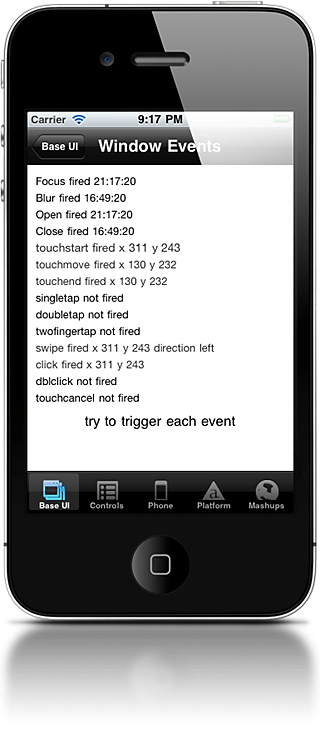 Carrier 9:17 PM
Base UI Window Events
Focus fired 21:17:20
Blur fired 16:49:20
Open fired 21:17:20
Close fired 16:49:20
touchstart fired x 311 y 243
touchmove fired x 130 y 232
touchend fired x 130 y 232
singletap not fired
doubletap not fired
twofingertap not fired
swipe fired x 311 y 243 direction left
click fired x 311 y 243
dblclick not fired
touchcancel not fired
try to trigger each event
Base UI Controls Phone Platform Mashups